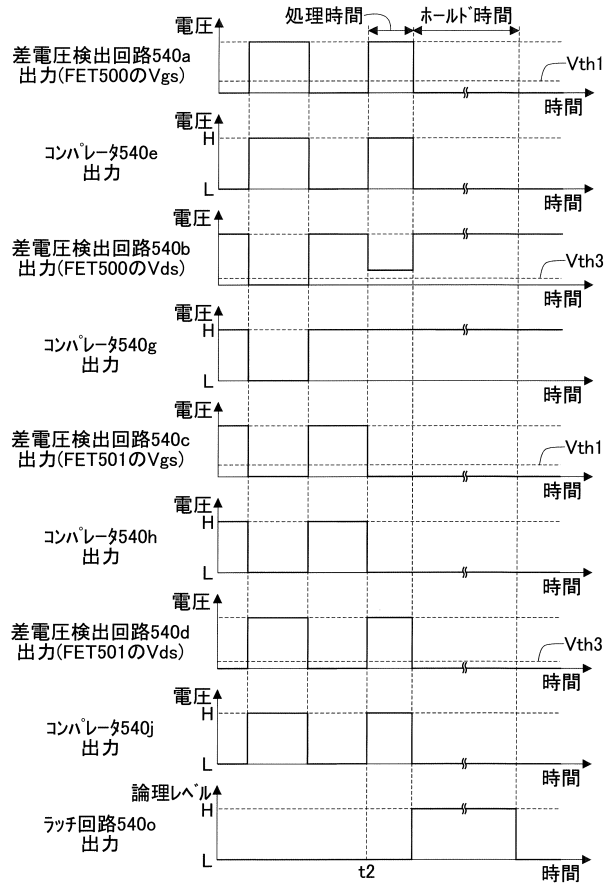 処理時間 ホールド時間
電圧
差電圧検出回路540a
出力(FET500のVgs)
Vth1
時間
電圧
H
コンパレータ540e
出力
L
時間
電圧
差電圧検出回路540b
出力(FET500のVds)
Vth3
時間
電圧
H
コンパレータ540g
出力
L
時間
電圧
差電圧検出回路540c
出力(FET501のVgs)
Vth1
時間
電圧
H
コンパレータ540h
出力
L
時間
電圧
差電圧検出回路540d
出力(FET501のVds)
Vth3
時間
電圧
H
コンパレータ540j
出力
L
時間
論理レベル
H
ラッチ回路540o
出力
L
t2
時間